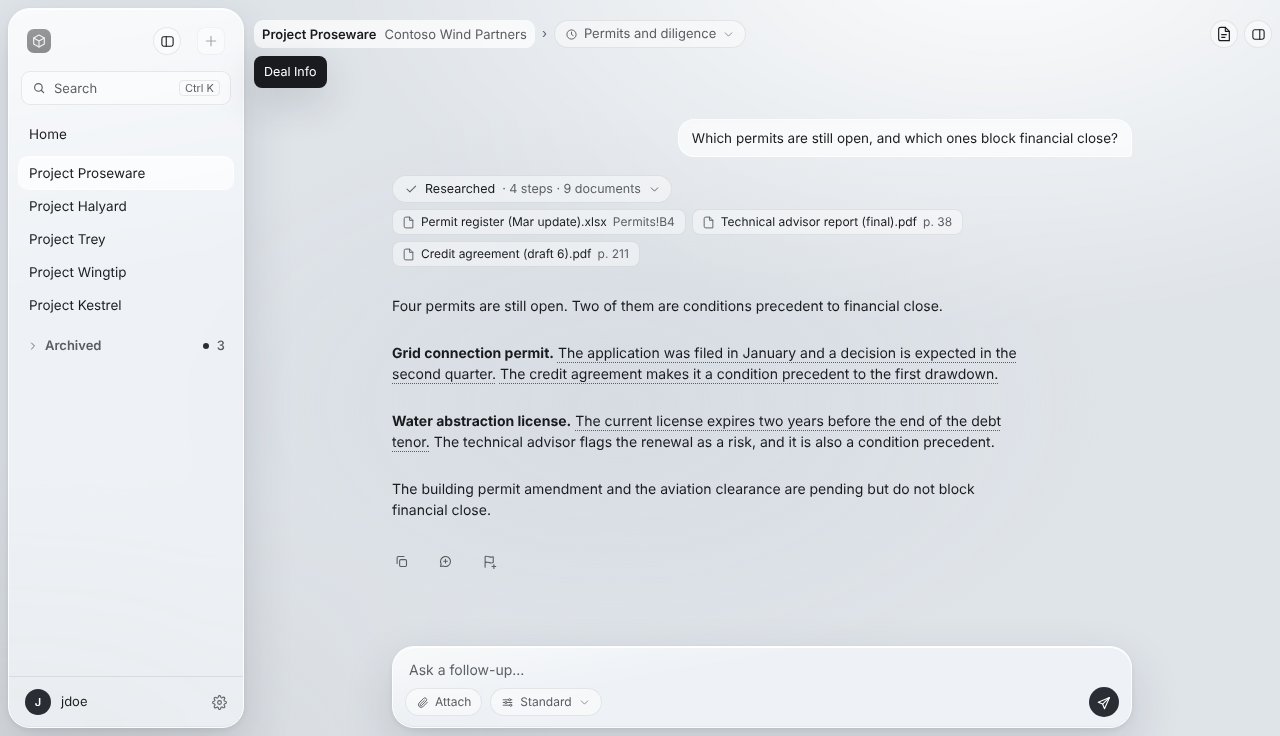 Search
Ctrl K
Home
Project Proseware
Project Halyard
Project Trey
Project Wingtip
Project Kestrel
Archived
3
J
jdoe
Project Proseware Contoso Wind Partners › Permits and diligence
Deal Info
Which permits are still open, and which ones block financial close?
Researched · 4 steps · 9 documents
Permit register (Mar update).xlsx Permits!B4
Technical advisor report (final).pdf p. 38
Credit agreement (draft 6).pdf p. 211
Four permits are still open. Two of them are conditions precedent to financial close.
Grid connection permit. The application was filed in January and a decision is expected in the
second quarter. The credit agreement makes it a condition precedent to the first drawdown.
Water abstraction license. The current license expires two years before the end of the debt
tenor. The technical advisor flags the renewal as a risk, and it is also a condition precedent.
The building permit amendment and the aviation clearance are pending but do not block
financial close.
Ask a follow-up...
Attach
Standard